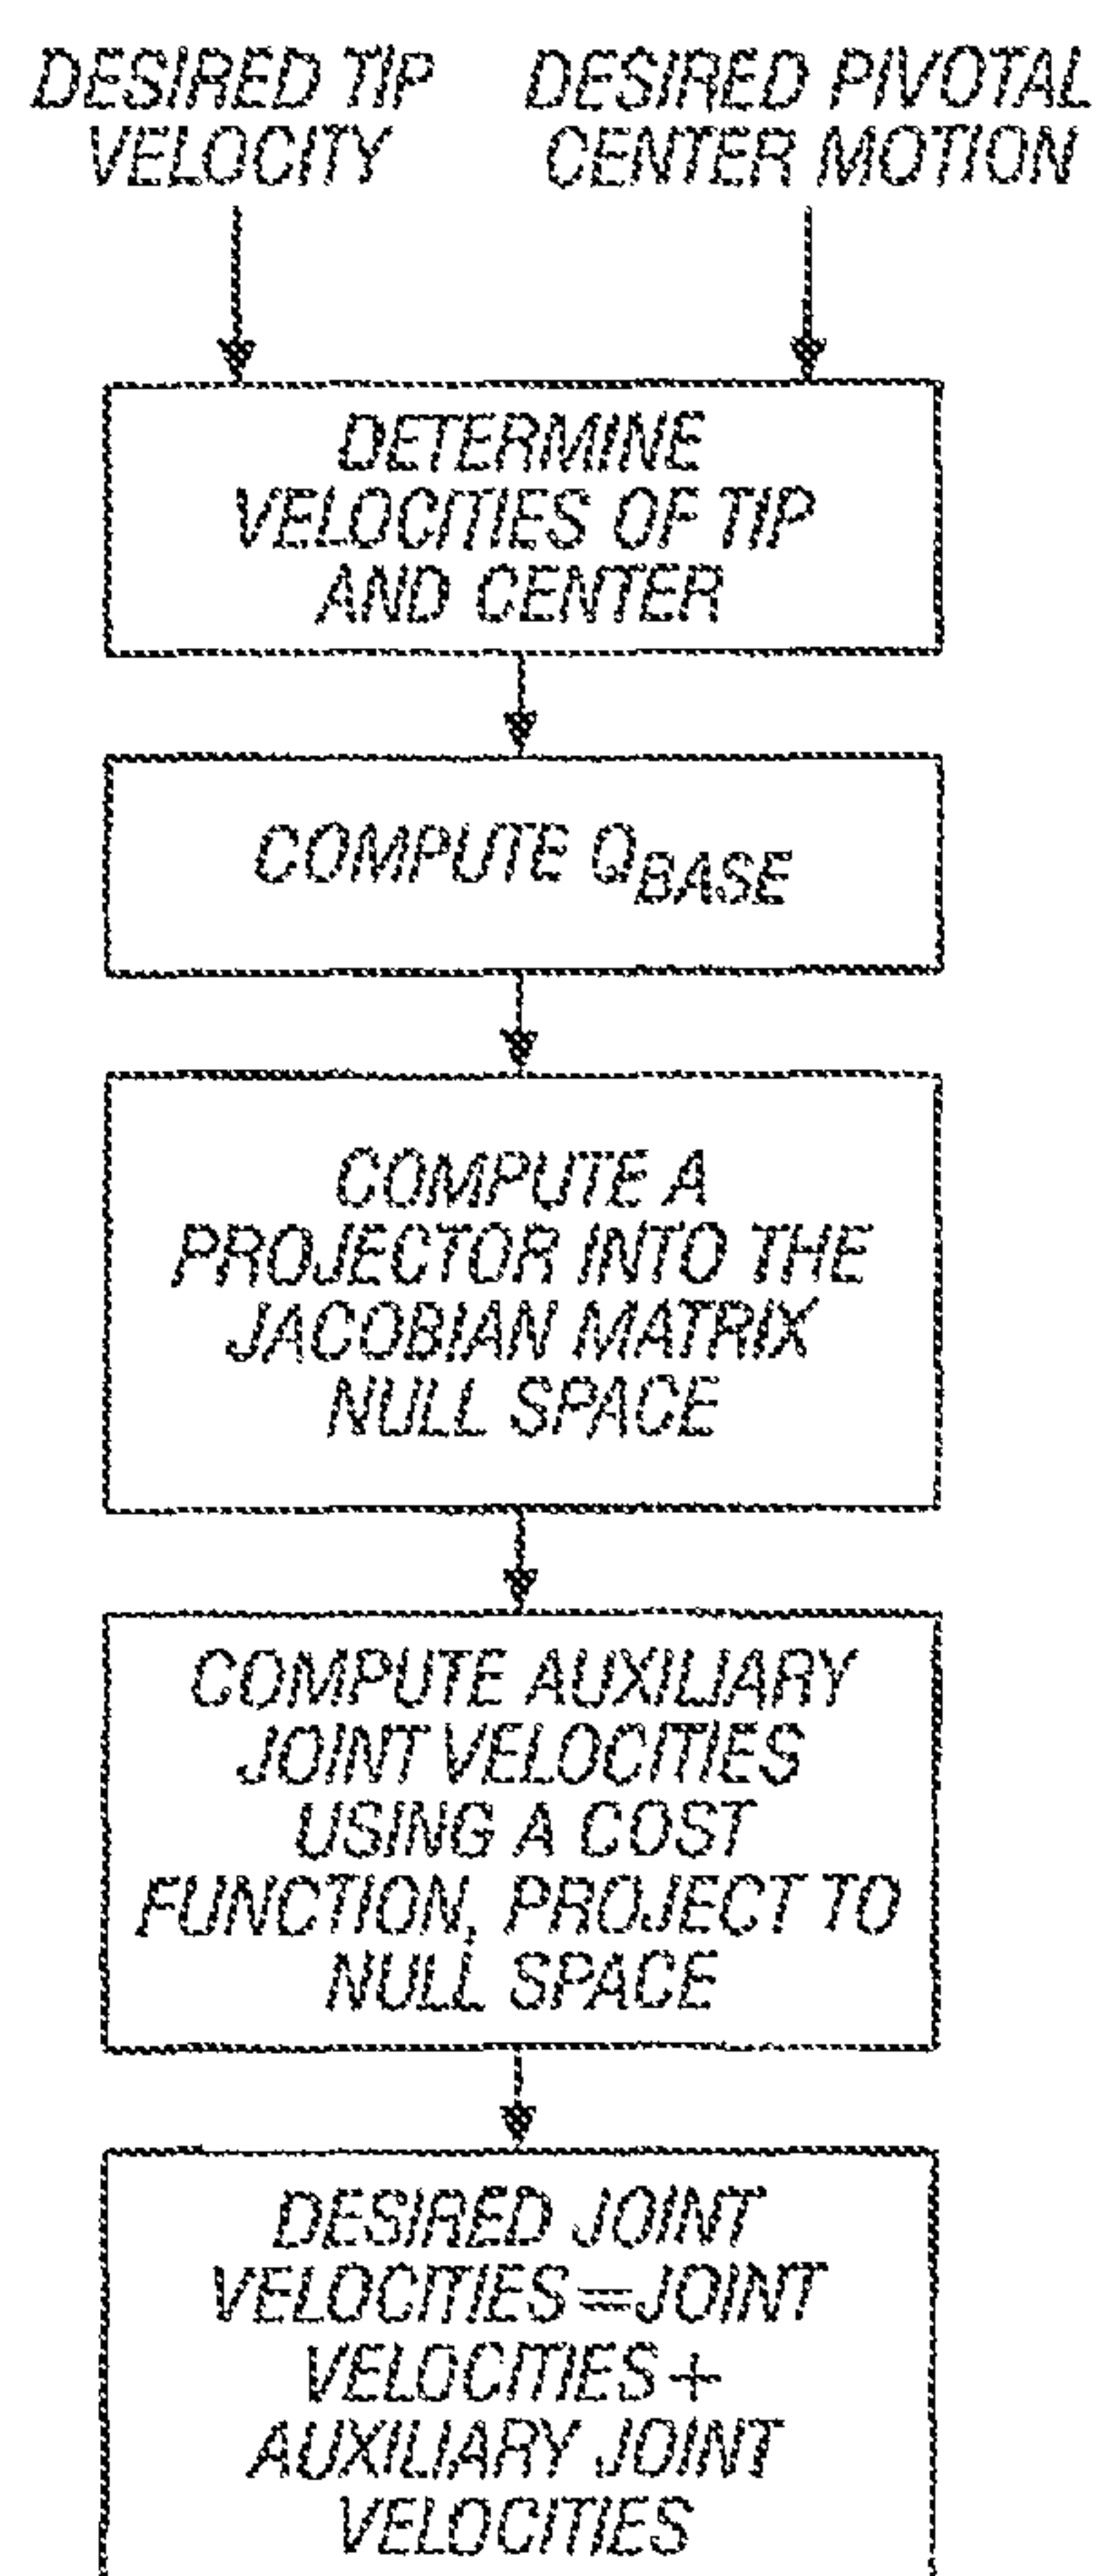 DESIRED TIP
VELOCITY
DESIRED PIVOTAL
CENTER MOTION
DETERMINE
VELOCITIES OF TIP
AND CENTER
COMPUTE QBASE
COMPUTE A
PROJECTOR INTO THE
JACOBIAN MATRIX
NULL SPACE
COMPUTE AUXILIARY
JOINT VELOCITIES
USING A COST
FUNCTION, PROJECT TO
NULL SPACE
DESIRED JOINT
VELOCITIES=JOINT
VELOCITIES+
AUXILIARY JOINT
VELOCITIES